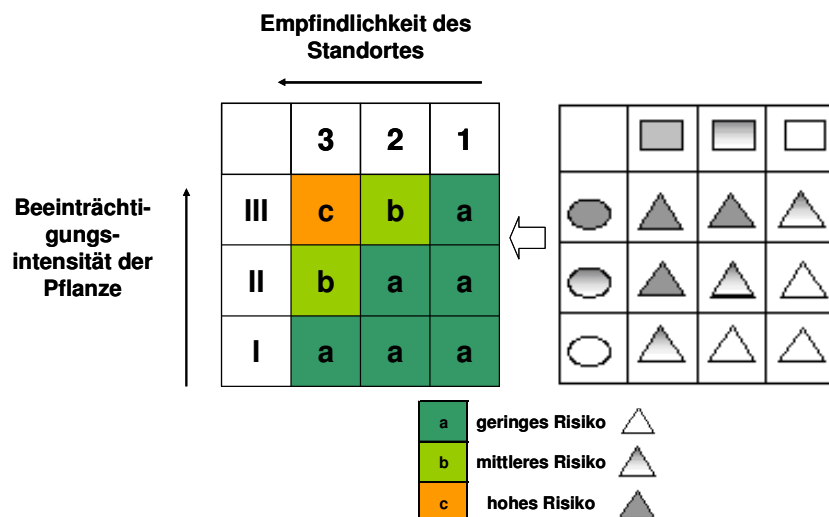 Empfindlichkeit des
Standortes
3 2 1
Beeinträchti-
gungs-
intensität der
Pflanze
III c b a
II b a a
I a a a
a geringes Risiko
b mittleres Risiko
c hohes Risiko